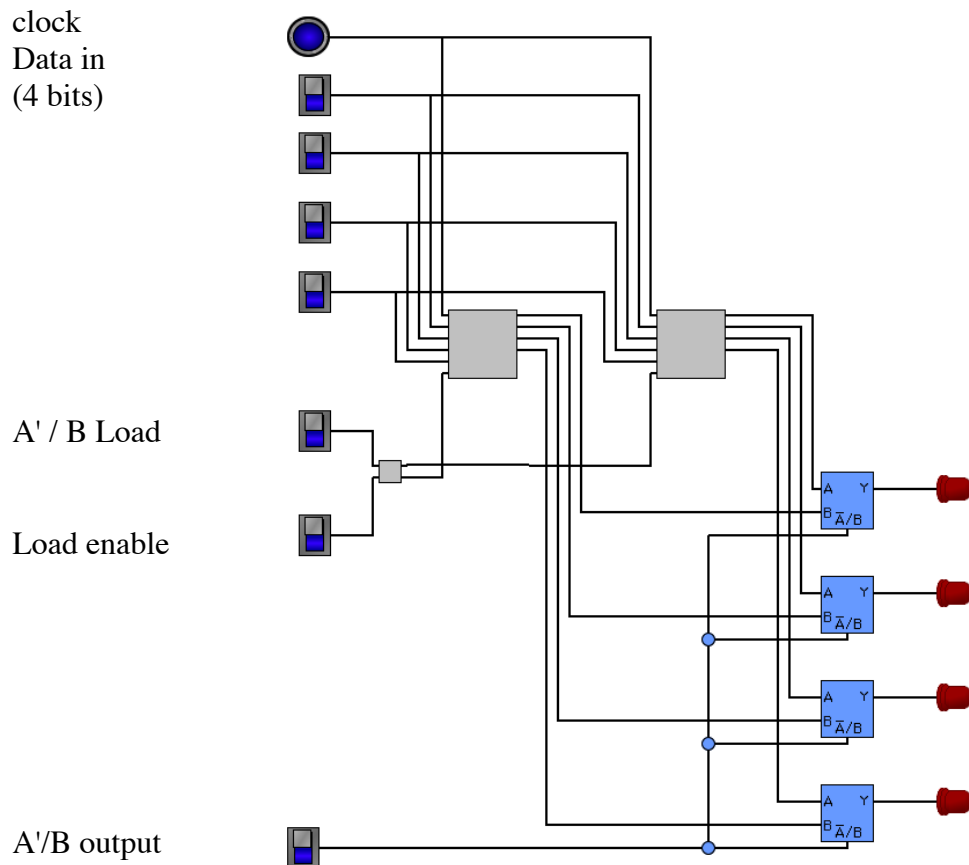 clock
Data in
(4 bits)
A' / B Load
Load enable
A Y
B A̅/B
A Y
B A̅/B
A Y
B A̅/B
A Y
B A̅/B
A'/B output